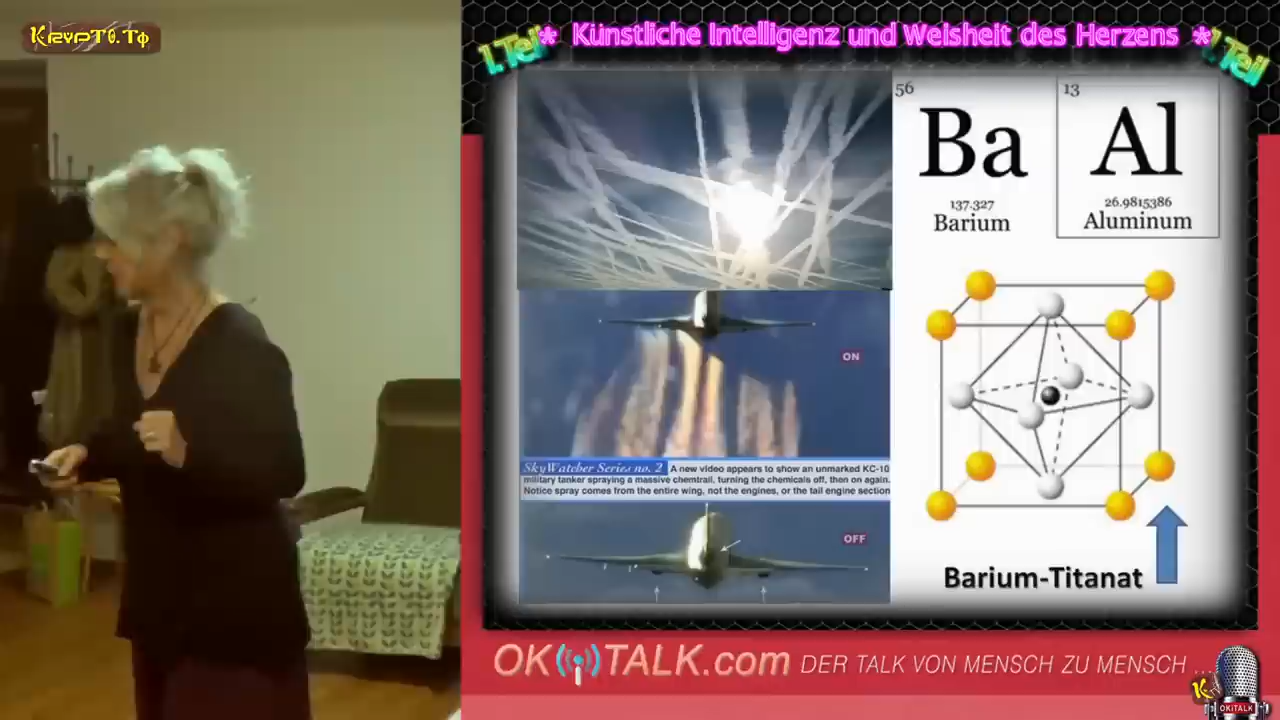 KRYPT0.Tφ
1.Teil* Künstliche Intelligenz und Weisheit des Herzens *1.Teil
56
Ba
137.327
Barium
13
Al
26.9815386
Aluminum
ON
SkyWatcher Series no. 2 A new video appears to show an unmarked KC-10
military tanker spraying a massive chemtrail, turning the chemicals off, then on again.
Notice spray comes from the entire wing, not the engines, or the tail engine section
OFF
Barium-Titanat
OKiTALK.com DER TALK VON MENSCH ZU MENSCH ...
OKiTALK